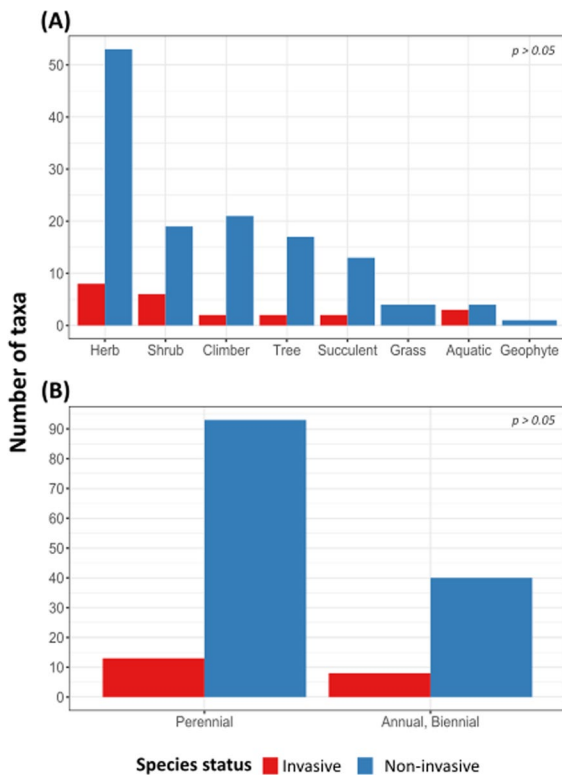 (A)
p > 0.05
50
40
30
20
10
0
Herb Shrub Climber Tree Succulent Grass Aquatic Geophyte
Number of taxa
(B)
p > 0.05
90
80
70
60
50
40
30
20
10
0
Perennial Annual, Biennial
Species status Invasive Non-invasive